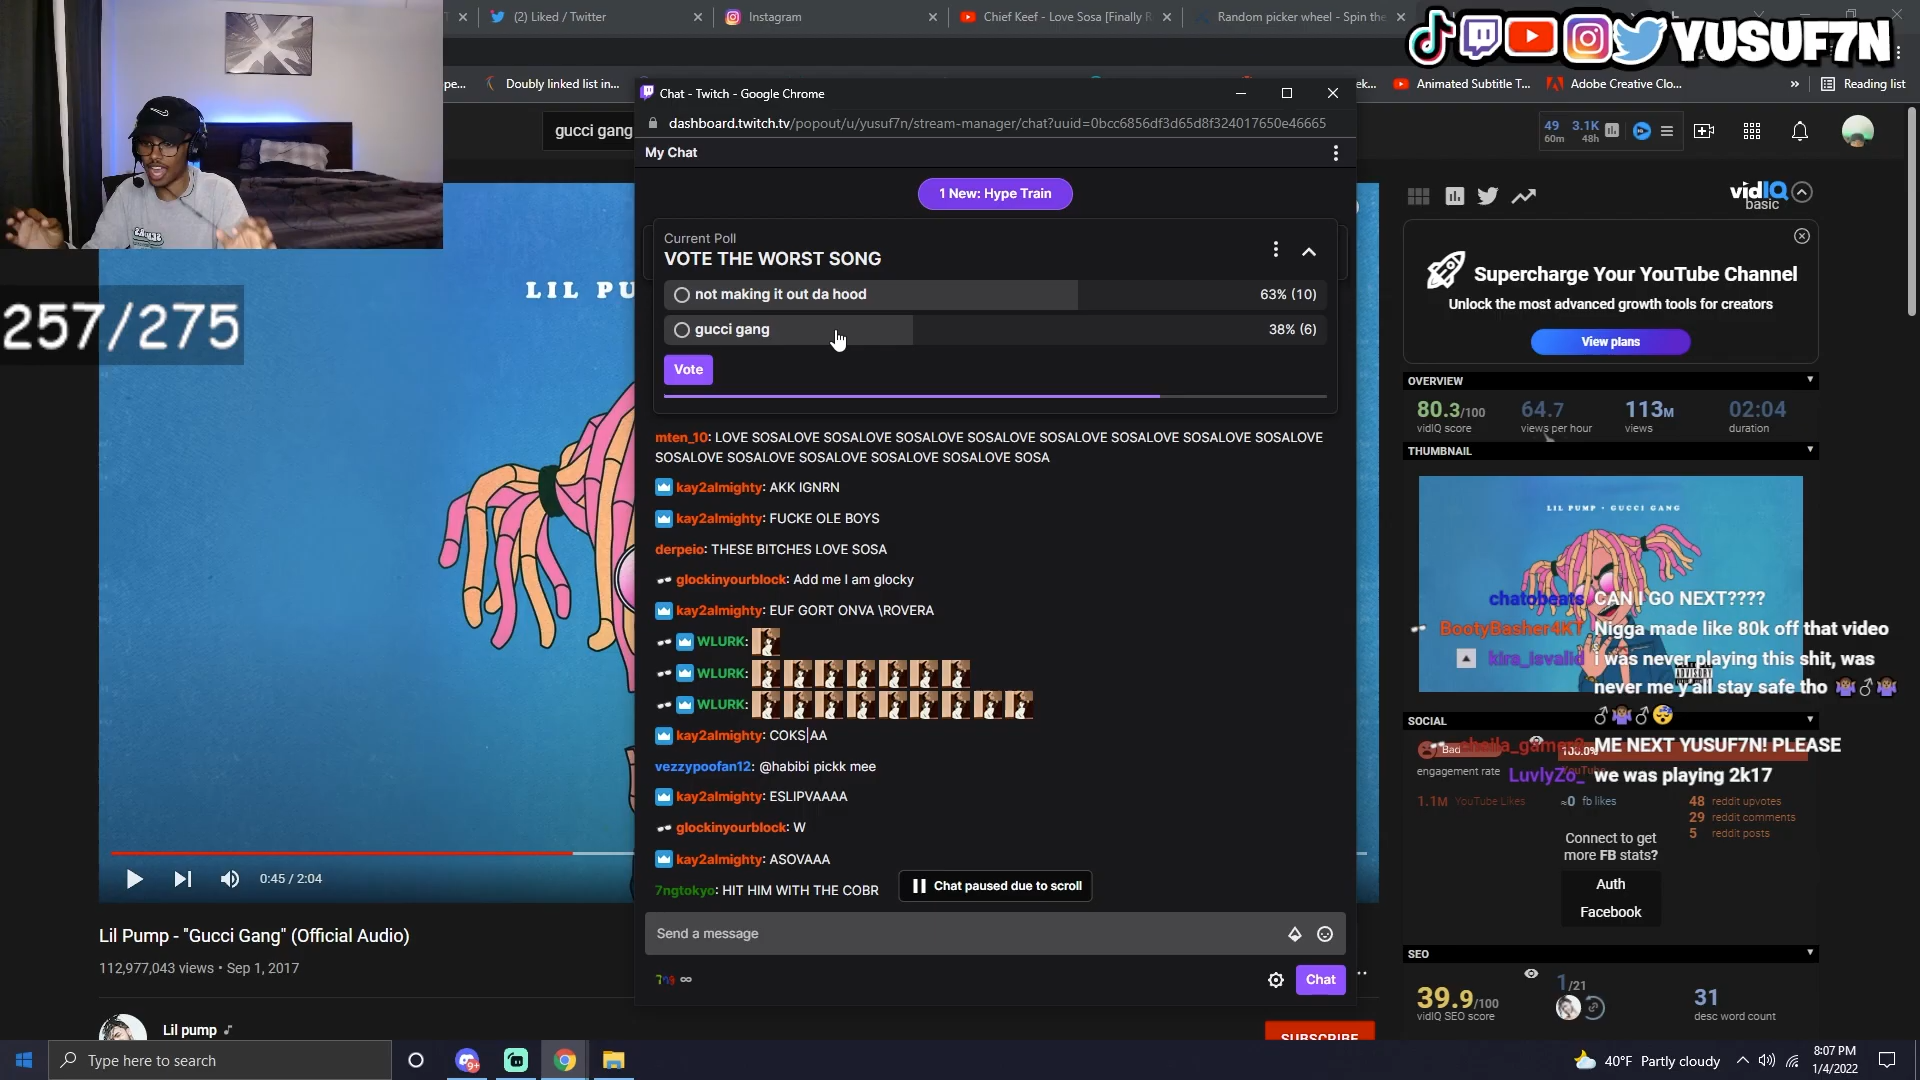 (2) Liked / Twitter
Instagram
Chief Keef - Love Sosa [Finally R
Random picker wheel - Spin the
YUSUF7N
pe...
Doubly linked list in...
ek...
Animated Subtitle T...
Adobe Creative Clo...
»
Reading list
Chat - Twitch - Google Chrome
dashboard.twitch.tv/popout/u/yusuf7n/stream-manager/chat?uuid=0bcc6856df3d65d8f324017650e46665
gucci gang
My Chat
49
60m
3.1K
48h
1 New: Hype Train
vidIQ
basic
Current Poll
VOTE THE WORST SONG
not making it out da hood
63% (10)
gucci gang
38% (6)
Vote
LIL PU
257/275
Supercharge Your YouTube Channel
Unlock the most advanced growth tools for creators
View plans
OVERVIEW
80.3/100
vidIQ score
64.7
views per hour
113M
views
02:04
duration
THUMBNAIL
LIL PUMP • GUCCI GANG
mten_10: LOVE SOSALOVE SOSALOVE SOSALOVE SOSALOVE SOSALOVE SOSALOVE SOSALOVE SOSALOVE
SOSALOVE SOSALOVE SOSALOVE SOSALOVE SOSALOVE SOSA
kay2almighty: AKK IGNRN
kay2almighty: FUCKE OLE BOYS
derpeio: THESE BITCHES LOVE SOSA
glockinyourblock: Add me I am glocky
kay2almighty: EUF GORT ONVA \ROVERA
WLURK:
WLURK:
WLURK:
kay2almighty: COKS|AA
vezzypoofan12: @habibi pickk mee
kay2almighty: ESLIPVAAAA
glockinyourblock: W
kay2almighty: ASOVAAA
7ngtokyo: HIT HIM WITH THE COBR
Chat paused due to scroll
Send a message
7ng ∞
Chat
chatobeats CAN I GO NEXT????
BootyBasher4KT Nigga made like 80k off that video
kira_isvalid i was never playing this shit, was
never me y'all stay safe tho 🤷🏽♂🤷🏽
♂🤷🏽♂😴
ME NEXT YUSUF7N! PLEASE
LuvlyZo_ we was playing 2k17
ADVISORY
SOCIAL
Bad
engagement rate
100.0%
YouTube
1.1M YouTube Likes
≈0 fb likes
48 reddit upvotes
29 reddit comments
5 reddit posts
Connect to get
more FB stats?
Auth
Facebook
SEO
39.9/100
vidIQ SEO score
1/21
31
desc word count
0:45 / 2:04
Lil Pump - "Gucci Gang" (Official Audio)
112,977,043 views • Sep 1, 2017
Lil pump
SUBSCRIBE
Type here to search
9+
40°F Partly cloudy
8:07 PM
1/4/2022